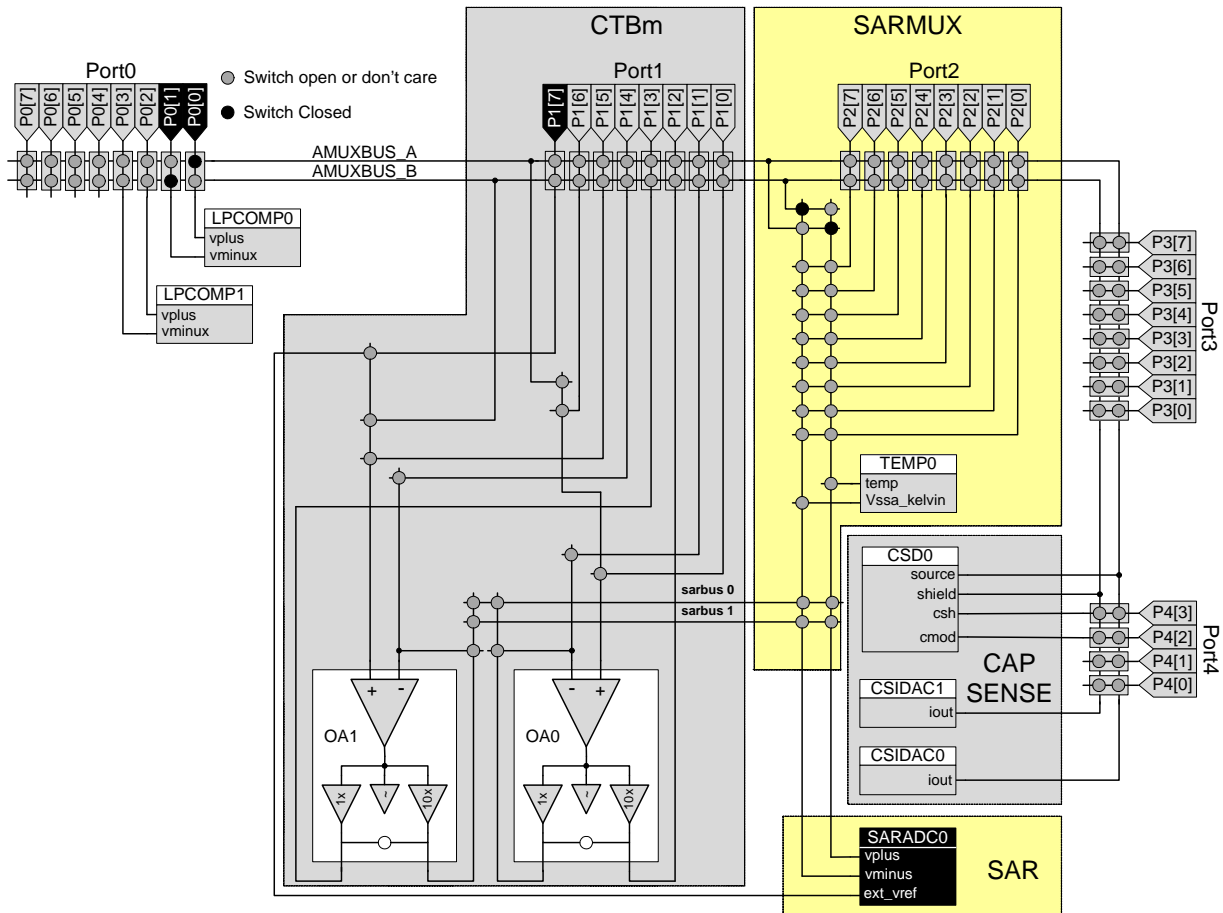 CTBm
SARMUX
Port0
Switch open or don't care
Switch Closed
Port1
Port2
P0[7]
P0[6]
P0[5]
P0[4]
P0[3]
P0[2]
P0[1]
P0[0]
P1[7]
P1[6]
P1[5]
P1[4]
P1[3]
P1[2]
P1[1]
P1[0]
P2[7]
P2[6]
P2[5]
P2[4]
P2[3]
P2[2]
P2[1]
P2[0]
AMUXBUS_A
AMUXBUS_B
LPCOMP0
vplus
vminux
LPCOMP1
vplus
vminux
P3[7]
P3[6]
P3[5]
P3[4]
P3[3]
P3[2]
P3[1]
P3[0]
Port3
TEMP0
temp
Vssa_kelvin
CSD0
source
shield
csh
cmod
sarbus 0
sarbus 1
P4[3]
P4[2]
P4[1]
P4[0]
Port4
CAP
SENSE
CSIDAC1
iout
CSIDAC0
iout
+
-
OA1
1x
~
10x
-
+
OA0
1x
~
10x
SARADC0
vplus
vminus
ext_vref
SAR